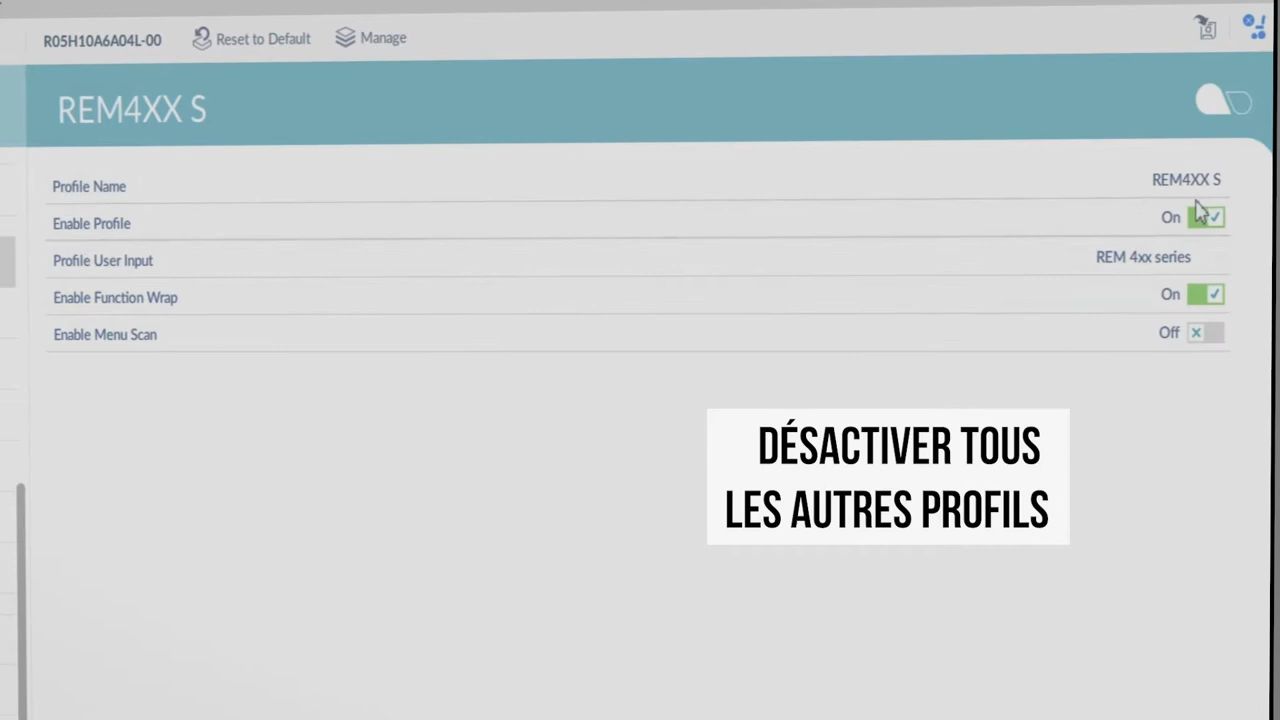 R05H10A6A04L-00 Reset to Default Manage
REM4XX S
Profile Name REM4XX S
Enable Profile On
Profile User Input REM 4xx series
Enable Function Wrap On
Enable Menu Scan Off
DÉSACTIVER TOUS
LES AUTRES PROFILS